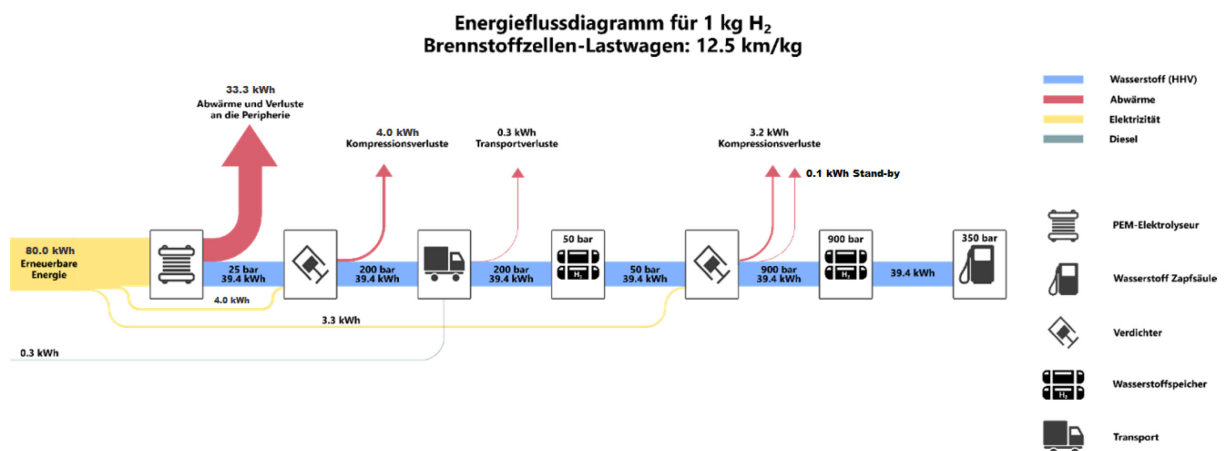 Energieflussdiagramm für 1 kg H₂
Brennstoffzellen-Lastwagen: 12.5 km/kg
33.3 kWh
Abwärme und Verluste
an die Peripherie
4.0 kWh
Kompressionsverluste
0.3 kWh
Transportverluste
3.2 kWh
Kompressionsverluste
0.1 kWh Stand-by
80.0 kWh
Erneuerbare
Energie
25 bar
39.4 kWh
200 bar
39.4 kWh
200 bar
39.4 kWh
50 bar
H₂
50 bar
39.4 kWh
900 bar
39.4 kWh
900 bar
H₂
39.4 kWh
350 bar
4.0 kWh
3.3 kWh
0.3 kWh
Wasserstoff (HHV)
Abwärme
Elektrizität
Diesel
PEM-Elektrolyseur
Wasserstoff Zapfsäule
Verdichter
H₂
Wasserstoffspeicher
Transport